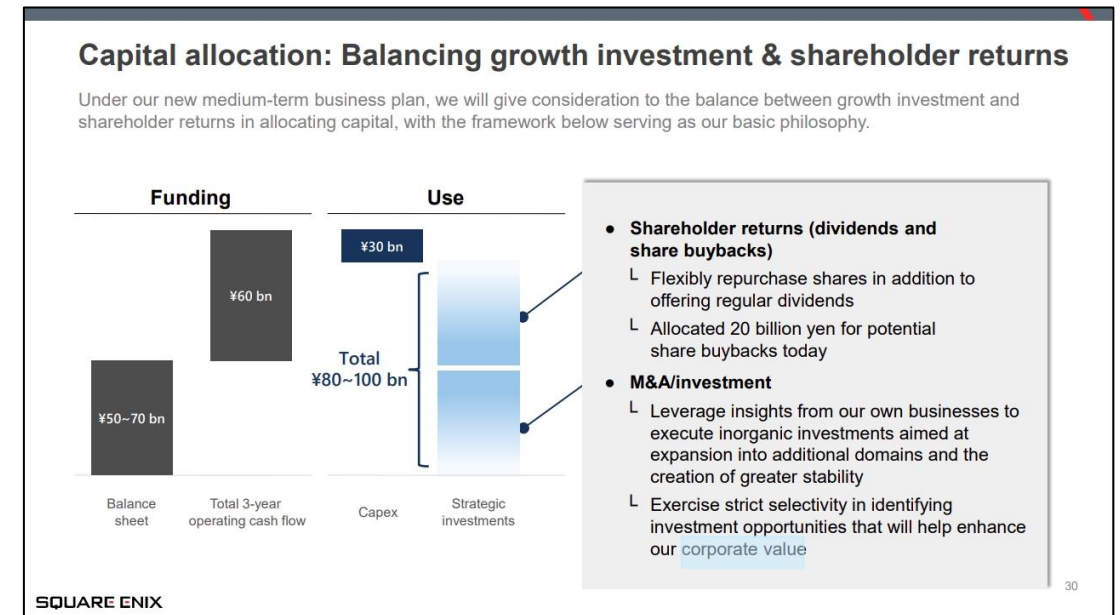 Capital allocation: Balancing growth investment & shareholder returns
Under our new medium-term business plan, we will give consideration to the balance between growth investment and
shareholder returns in allocating capital, with the framework below serving as our basic philosophy.
Funding
Use
¥30 bn
¥60 bn
Total
¥80~100 bn
¥50~70 bn
Balance
sheet
Total 3-year
operating cash flow
Capex
Strategic
investments
● Shareholder returns (dividends and
share buybacks)
└ Flexibly repurchase shares in addition to
offering regular dividends
└ Allocated 20 billion yen for potential
share buybacks today
● M&A/investment
└ Leverage insights from our own businesses to
execute inorganic investments aimed at
expansion into additional domains and the
creation of greater stability
└ Exercise strict selectivity in identifying
investment opportunities that will help enhance
our corporate value
30
SQUARE ENIX